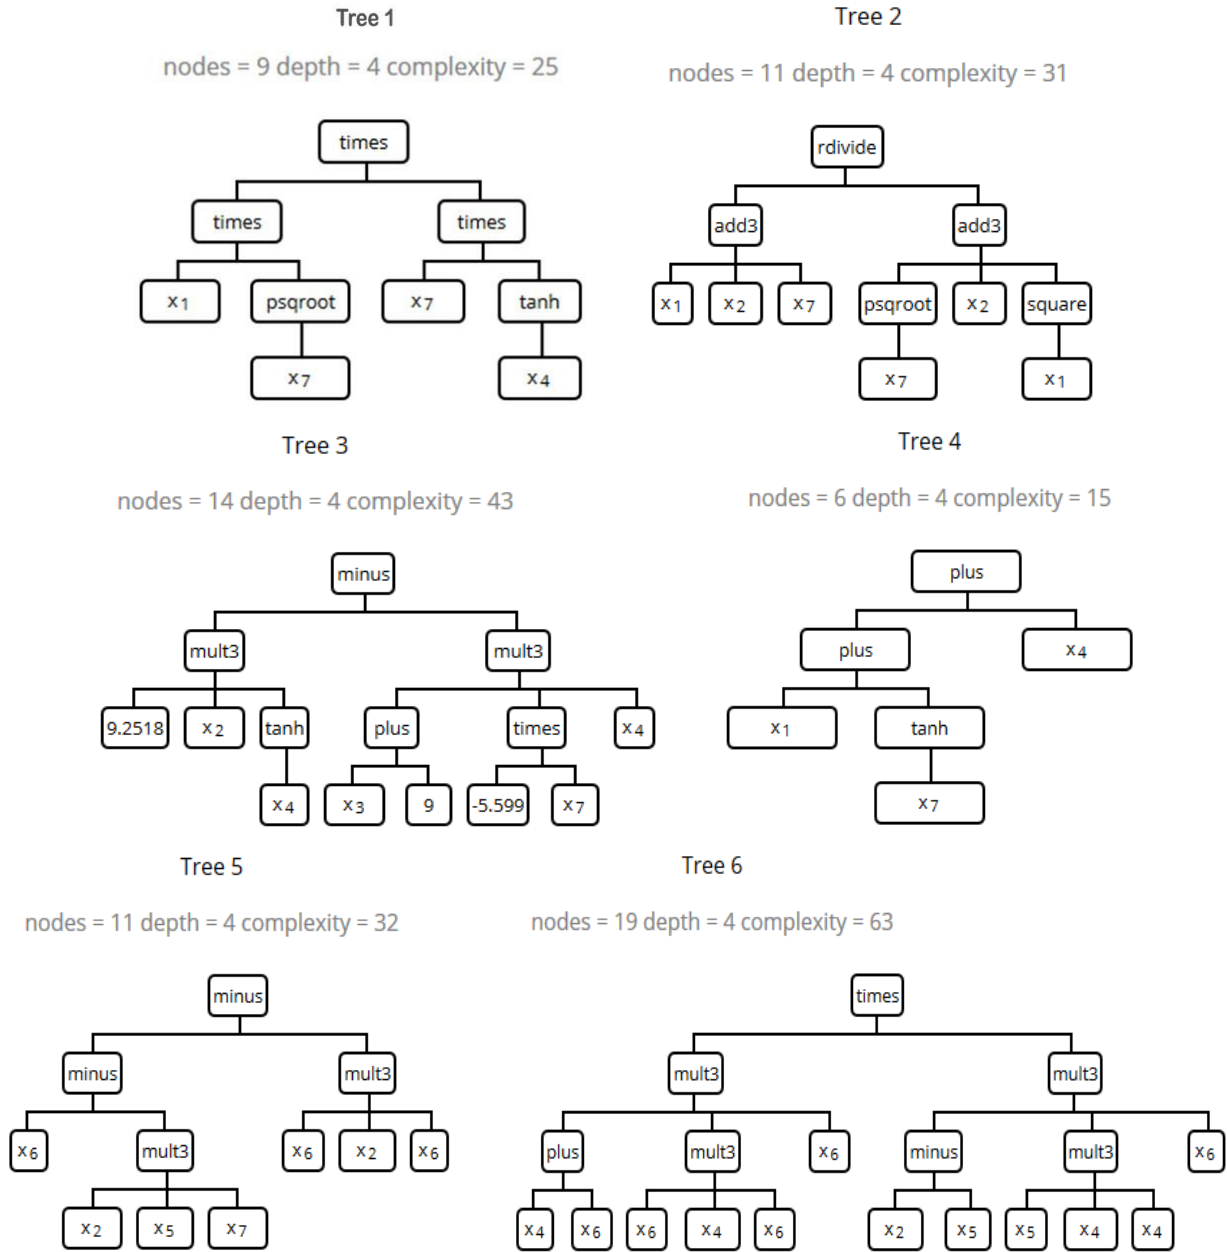 Tree 1
nodes = 9 depth = 4 complexity = 25
times
times
times
x1
psqroot
x7
tanh
x7
x4
Tree 2
nodes = 11 depth = 4 complexity = 31
rdivide
add3
add3
x1
x2
x7
psqroot
x2
square
x7
x1
Tree 3
nodes = 14 depth = 4 complexity = 43
minus
mult3
mult3
9.2518
x2
tanh
plus
times
x4
x4
x3
9
-5.599
x7
Tree 4
nodes = 6 depth = 4 complexity = 15
plus
plus
x4
x1
tanh
x7
Tree 5
nodes = 11 depth = 4 complexity = 32
minus
minus
mult3
x6
mult3
x6
x2
x6
x2
x5
x7
Tree 6
nodes = 19 depth = 4 complexity = 63
times
mult3
mult3
plus
mult3
x6
minus
mult3
x6
x4
x6
x6
x4
x6
x2
x5
x5
x4
x4